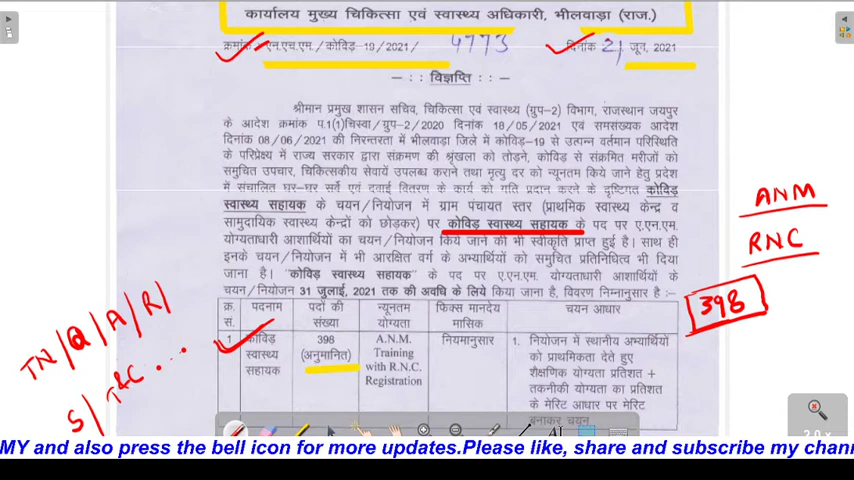 कार्यालय मुख्य चिकित्सा एवं स्वास्थ्य अधिकारी, भीलवाड़ा (राज.)
क्रमांक / एन.एच.एम./ कोविड- 19 / 2021 / 4773 दिनांक : 21 जून, 2021
-: विज्ञप्ति :-
श्रीमान प्रमुख शासन सचिव, चिकित्सा एवं स्वास्थ्य (ग्रुप-2) विभाग, राजस्थान जयपुर
के आदेश क्रमांक प.1(1)चिस्वा/ग्रुप-2/2020 दिनांक 18/05/2021 एवं समसंख्यक आदेश
दिनांक 08/06/2021 की निरन्तरता में भीलवाड़ा जिले में कोविड-19 से उत्पन्न वर्तमान परिस्थिति
के परिप्रेक्ष्य में राज्य सरकार द्वारा संक्रमण की श्रृंखला को तोड़ने, कोविड से संक्रमित मरीजों को
समुचित उपचार, चिकित्सकीय सेवायें उपलब्ध कराने तथा मृत्यु दर को न्यूनतम किये जाने हेतु प्रदेश
में संचालित घर-घर सर्वे एवं दवाई वितरण के कार्य को गति प्रदान करने के दृष्टिगत कोविड
स्वास्थ्य सहायक के चयन/नियोजन में ग्राम पंचायत स्तर (प्राथमिक स्वास्थ्य केन्द्र व
सामुदायिक स्वास्थ्य केन्द्रों को छोड़कर) पर कोविड स्वास्थ्य सहायक के पद पर ए.एन.एम.
योग्यताधारी आशार्थियों का चयन/नियोजन किये जाने की भी स्वीकृति प्राप्त हुई है। साथ ही
इनके चयन/नियोजन में भी आरक्षित वर्ग के अभ्यार्थियों को समुचित प्रतिनिधित्व भी दिया
जाना है। "कोविड स्वास्थ्य सहायक" के पद पर ए.एन.एम. योग्यताधारी आशार्थियों के
चयन/नियोजन 31 जुलाई, 2021 तक की अवधि के लिये किया जाना है, विवरण निम्नानुसार है :-
ANM
RNC
398
TN/Q/A/R/
S/ T&C ...
क्र. सं. पदनाम पदों की संख्या न्यूनतम योग्यता फिक्स मानदेय मासिक चयन आधार
1 कोविड स्वास्थ्य सहायक 398 (अनुमानित) A.N.M. Training with R.N.C. Registration नियमानुसार 1. नियोजन में स्थानीय अभ्यार्थियों
को प्राथमिकता देते हुए
शैक्षणिक योग्यता प्रतिशत +
तकनीकी योग्यता का प्रतिशत
के मेरिट आधार पर मेरिट
बनाकर चयन
2.0 x
MY and also press the bell icon for more updates.Please like, share and subscribe my chann